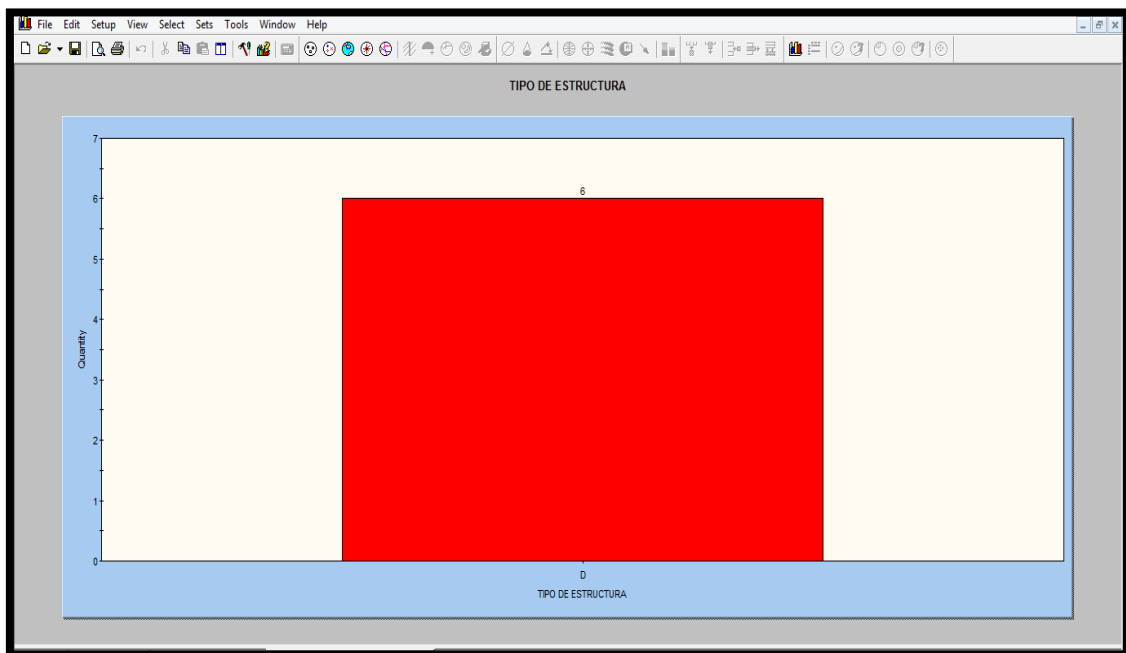 File Edit Setup View Select Sets Tools Window Help
TIPO DE ESTRUCTURA
7
6
6
5
4
Quantity
3
2
1
0
D
TIPO DE ESTRUCTURA